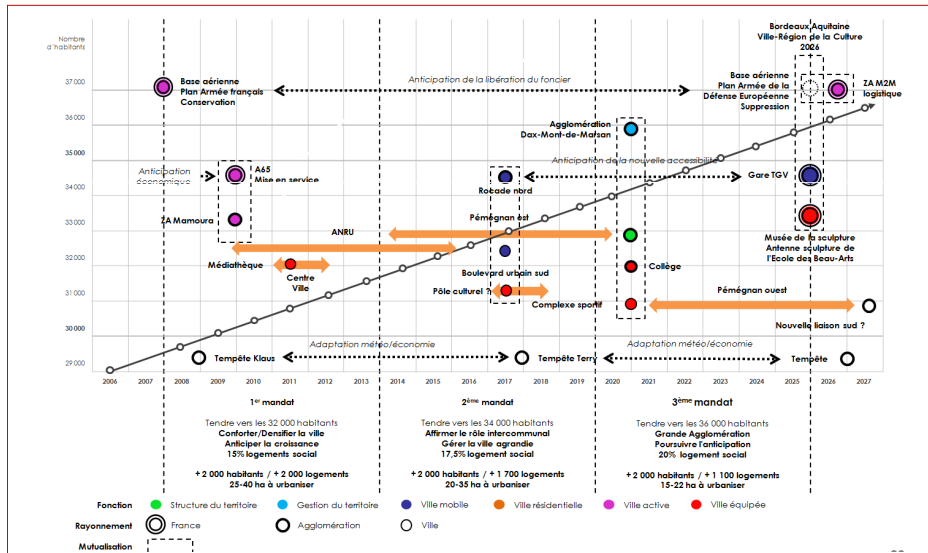 Bordeaux Aquitaine
Ville-Région de la Culture
2026
Nombre
d'habitants
37 000
36 000
35 000
34 000
33 000
32 000
31 000
30 000
29 000
Base aérienne
Plan Armée français
Conservation
Anticipation de la libération du foncier
Base aérienne
Plan Armée de la
Défense Européenne
Suppression
ZA M2M
logistique
Agglomération
Dax-Mont-de-Marsan
Anticipation
économique
A65
Mise en service
Rocade nord
Anticipation de la nouvelle accessibilité
Gare TGV
ZA Mamoura
Pémégnan est
ANRU
Musée de la sculpture
Antenne sculpture de
l'Ecole des Beau-Arts
Médiathèque
Centre
Ville
Boulevard urbain sud
Collège
Pôle culturel ?
Complexe sportif
Pémégnan ouest
Nouvelle liaison sud ?
Adaptation météo/économie
Adaptation météo/économie
Tempête Klaus
Tempête Terry
Tempête
2006 2007 2008 2009 2010 2011 2012 2013 2014 2015 2016 2017 2018 2019 2020 2021 2022 2023 2024 2025 2026 2027
1er mandat
Tendre vers les 32 000 habitants
Conforter/Densifier la ville
Anticiper la croissance
15% logements social
+ 2 000 habitants / + 2 000 logements
25-40 ha à urbaniser
2ème mandat
Tendre vers les 34 000 habitants
Affirmer le rôle intercommunal
Gérer la ville agrandie
17,5% logement social
+ 2 000 habitants / + 1 700 logements
20-35 ha à urbaniser
3ème mandat
Tendre vers les 36 000 habitants
Grande Agglomération
Poursuivre l'anticipation
20% logement social
+ 2 000 habitants / + 1 100 logements
15-22 ha à urbaniser
Fonction
Structure du territoire
Gestion du territoire
Ville mobile
Ville résidentielle
Ville active
Ville équipée
Rayonnement
France
Agglomération
Ville
Mutualisation